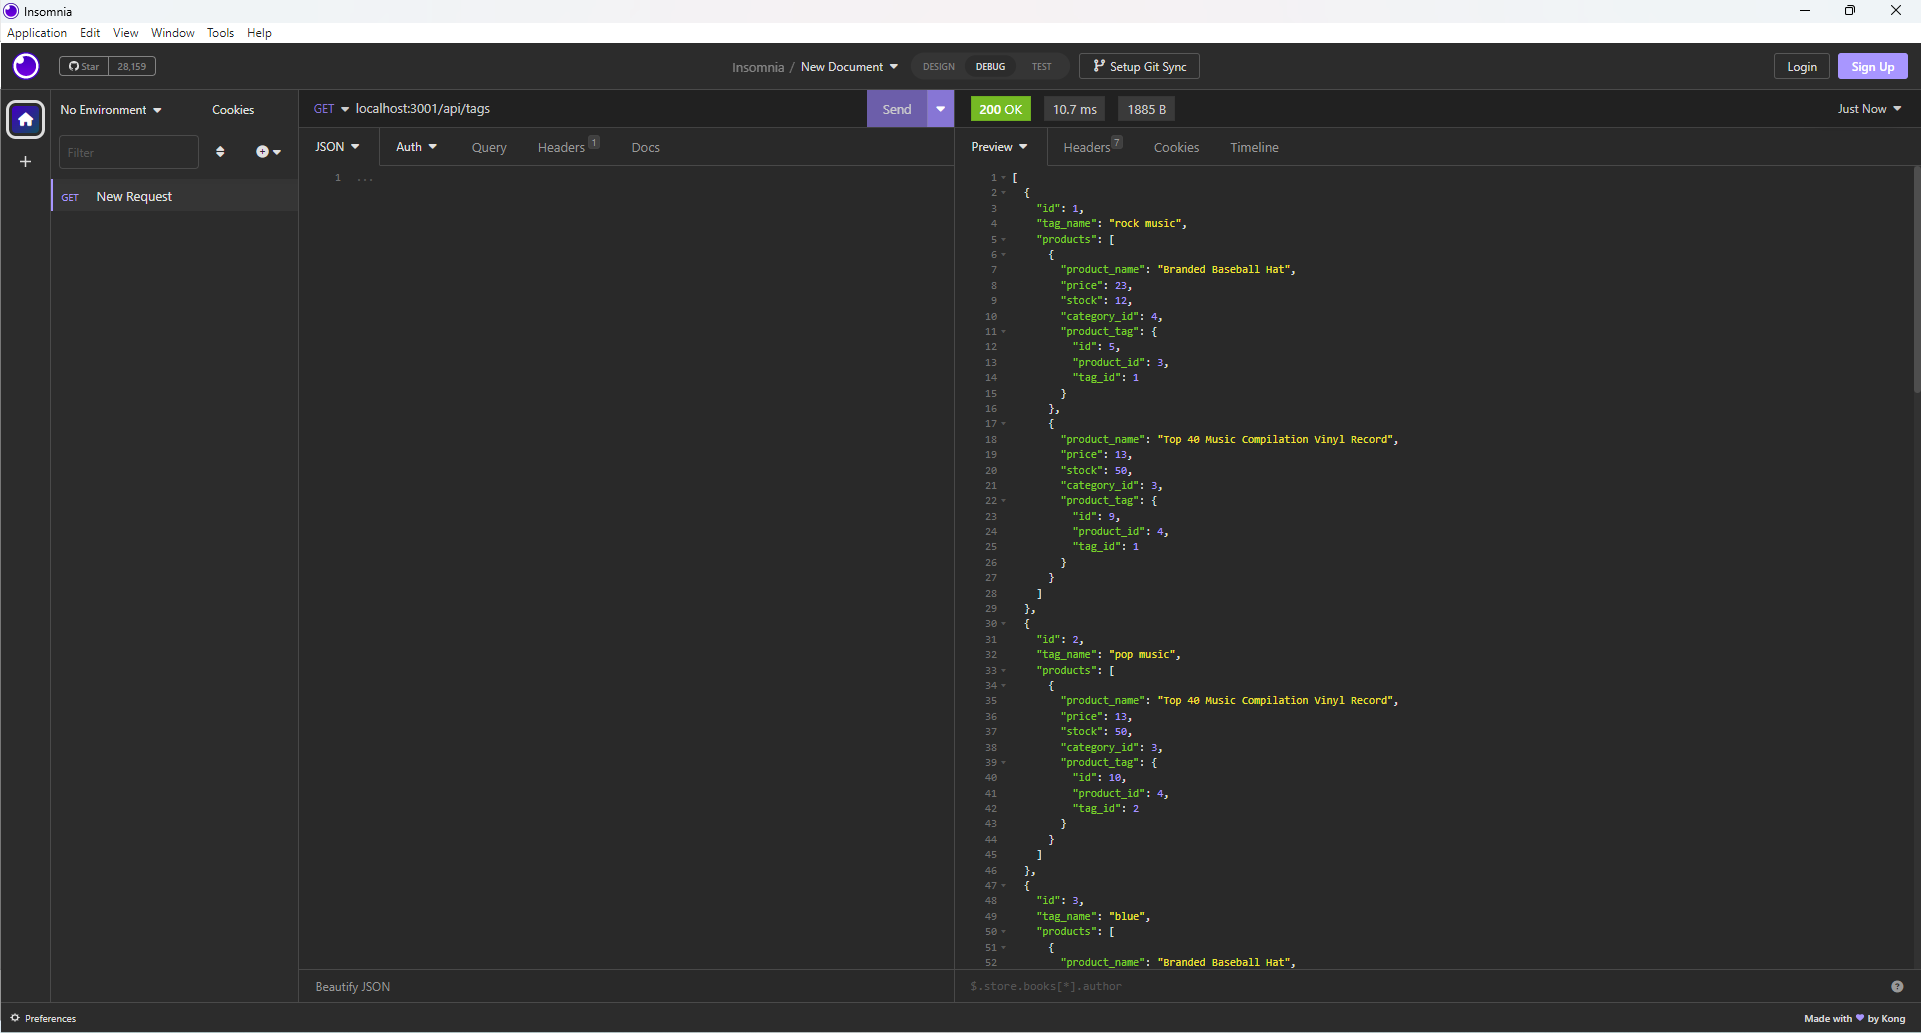 Insomnia
Application Edit View Window Tools Help
Star 28,159
Insomnia / New Document DESIGN DEBUG TEST Setup Git Sync
Login Sign Up
No Environment Cookies
GET localhost:3001/api/tags Send
200 OK 10.7 ms 1885 B Just Now
Filter
JSON Auth Query Headers 1 Docs
Preview Headers 7 Cookies Timeline
GET New Request
1 ...
1 [
2 {
3 "id": 1,
4 "tag_name": "rock music",
5 "products": [
6 {
7 "product_name": "Branded Baseball Hat",
8 "price": 23,
9 "stock": 12,
10 "category_id": 4,
11 "product_tag": {
12 "id": 5,
13 "product_id": 3,
14 "tag_id": 1
15 }
16 },
17 {
18 "product_name": "Top 40 Music Compilation Vinyl Record",
19 "price": 13,
20 "stock": 50,
21 "category_id": 3,
22 "product_tag": {
23 "id": 9,
24 "product_id": 4,
25 "tag_id": 1
26 }
27 }
28 ]
29 },
30 {
31 "id": 2,
32 "tag_name": "pop music",
33 "products": [
34 {
35 "product_name": "Top 40 Music Compilation Vinyl Record",
36 "price": 13,
37 "stock": 50,
38 "category_id": 3,
39 "product_tag": {
40 "id": 10,
41 "product_id": 4,
42 "tag_id": 2
43 }
44 }
45 ]
46 },
47 {
48 "id": 3,
49 "tag_name": "blue",
50 "products": [
51 {
52 "product_name": "Branded Baseball Hat",
Beautify JSON
$.store.books[*].author
Preferences
Made with ♥ by Kong